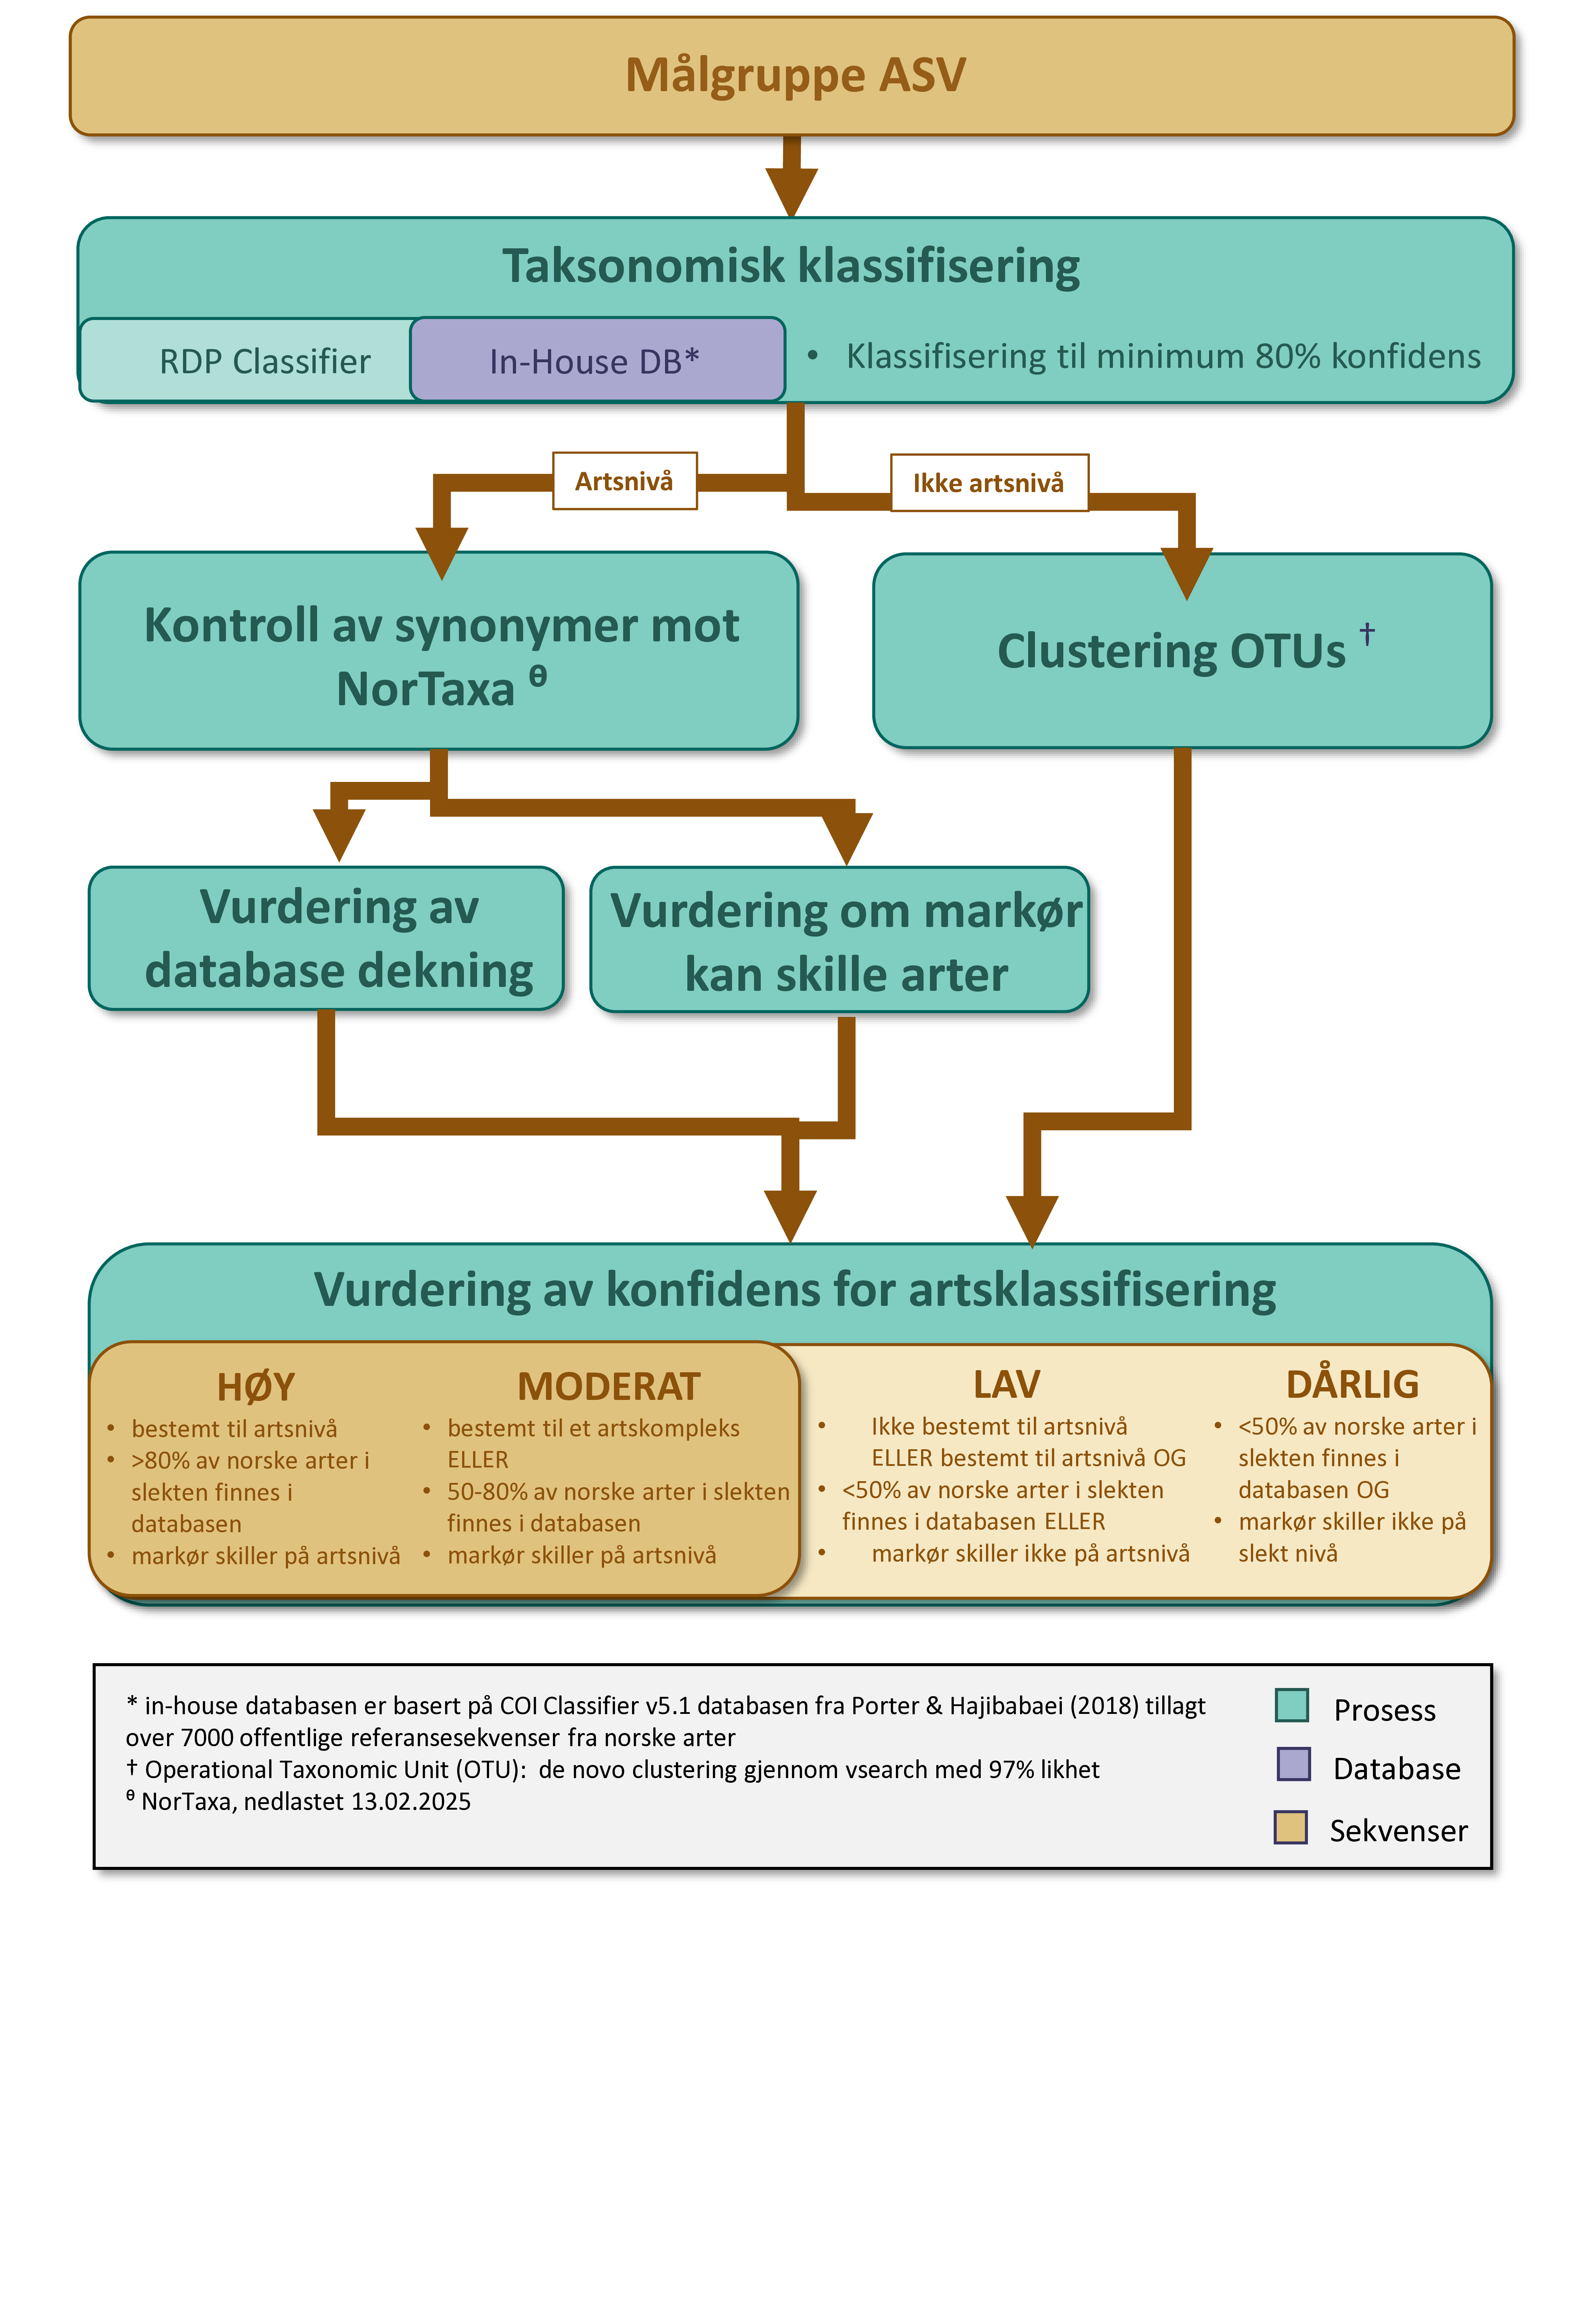 Målgruppe ASV
Taksonomisk klassifisering
RDP Classifier
In-House DB*
• Klassifisering til minimum 80% konfidens
Artsnivå
Ikke artsnivå
Kontroll av synonymer mot
NorTaxa θ
Clustering OTUs †
Vurdering av
database dekning
Vurdering om markør
kan skille arter
Vurdering av konfidens for artsklassifisering
HØY
• bestemt til artsnivå
• >80% av norske arter i
slekten finnes i
databasen
• markør skiller på artsnivå
MODERAT
• bestemt til et artskompleks
ELLER
• 50-80% av norske arter i slekten
finnes i databasen
• markør skiller på artsnivå
LAV
• Ikke bestemt til artsnivå
ELLER bestemt til artsnivå OG
• <50% av norske arter i slekten
finnes i databasen ELLER
• markør skiller ikke på artsnivå
DÅRLIG
• <50% av norske arter i
slekten finnes i
databasen OG
• markør skiller ikke på
slekt nivå
* in-house databasen er basert på COI Classifier v5.1 databasen fra Porter & Hajibabaei (2018) tillagt
over 7000 offentlige referansesekvenser fra norske arter
† Operational Taxonomic Unit (OTU): de novo clustering gjennom vsearch med 97% likhet
θ NorTaxa, nedlastet 13.02.2025
Prosess
Database
Sekvenser